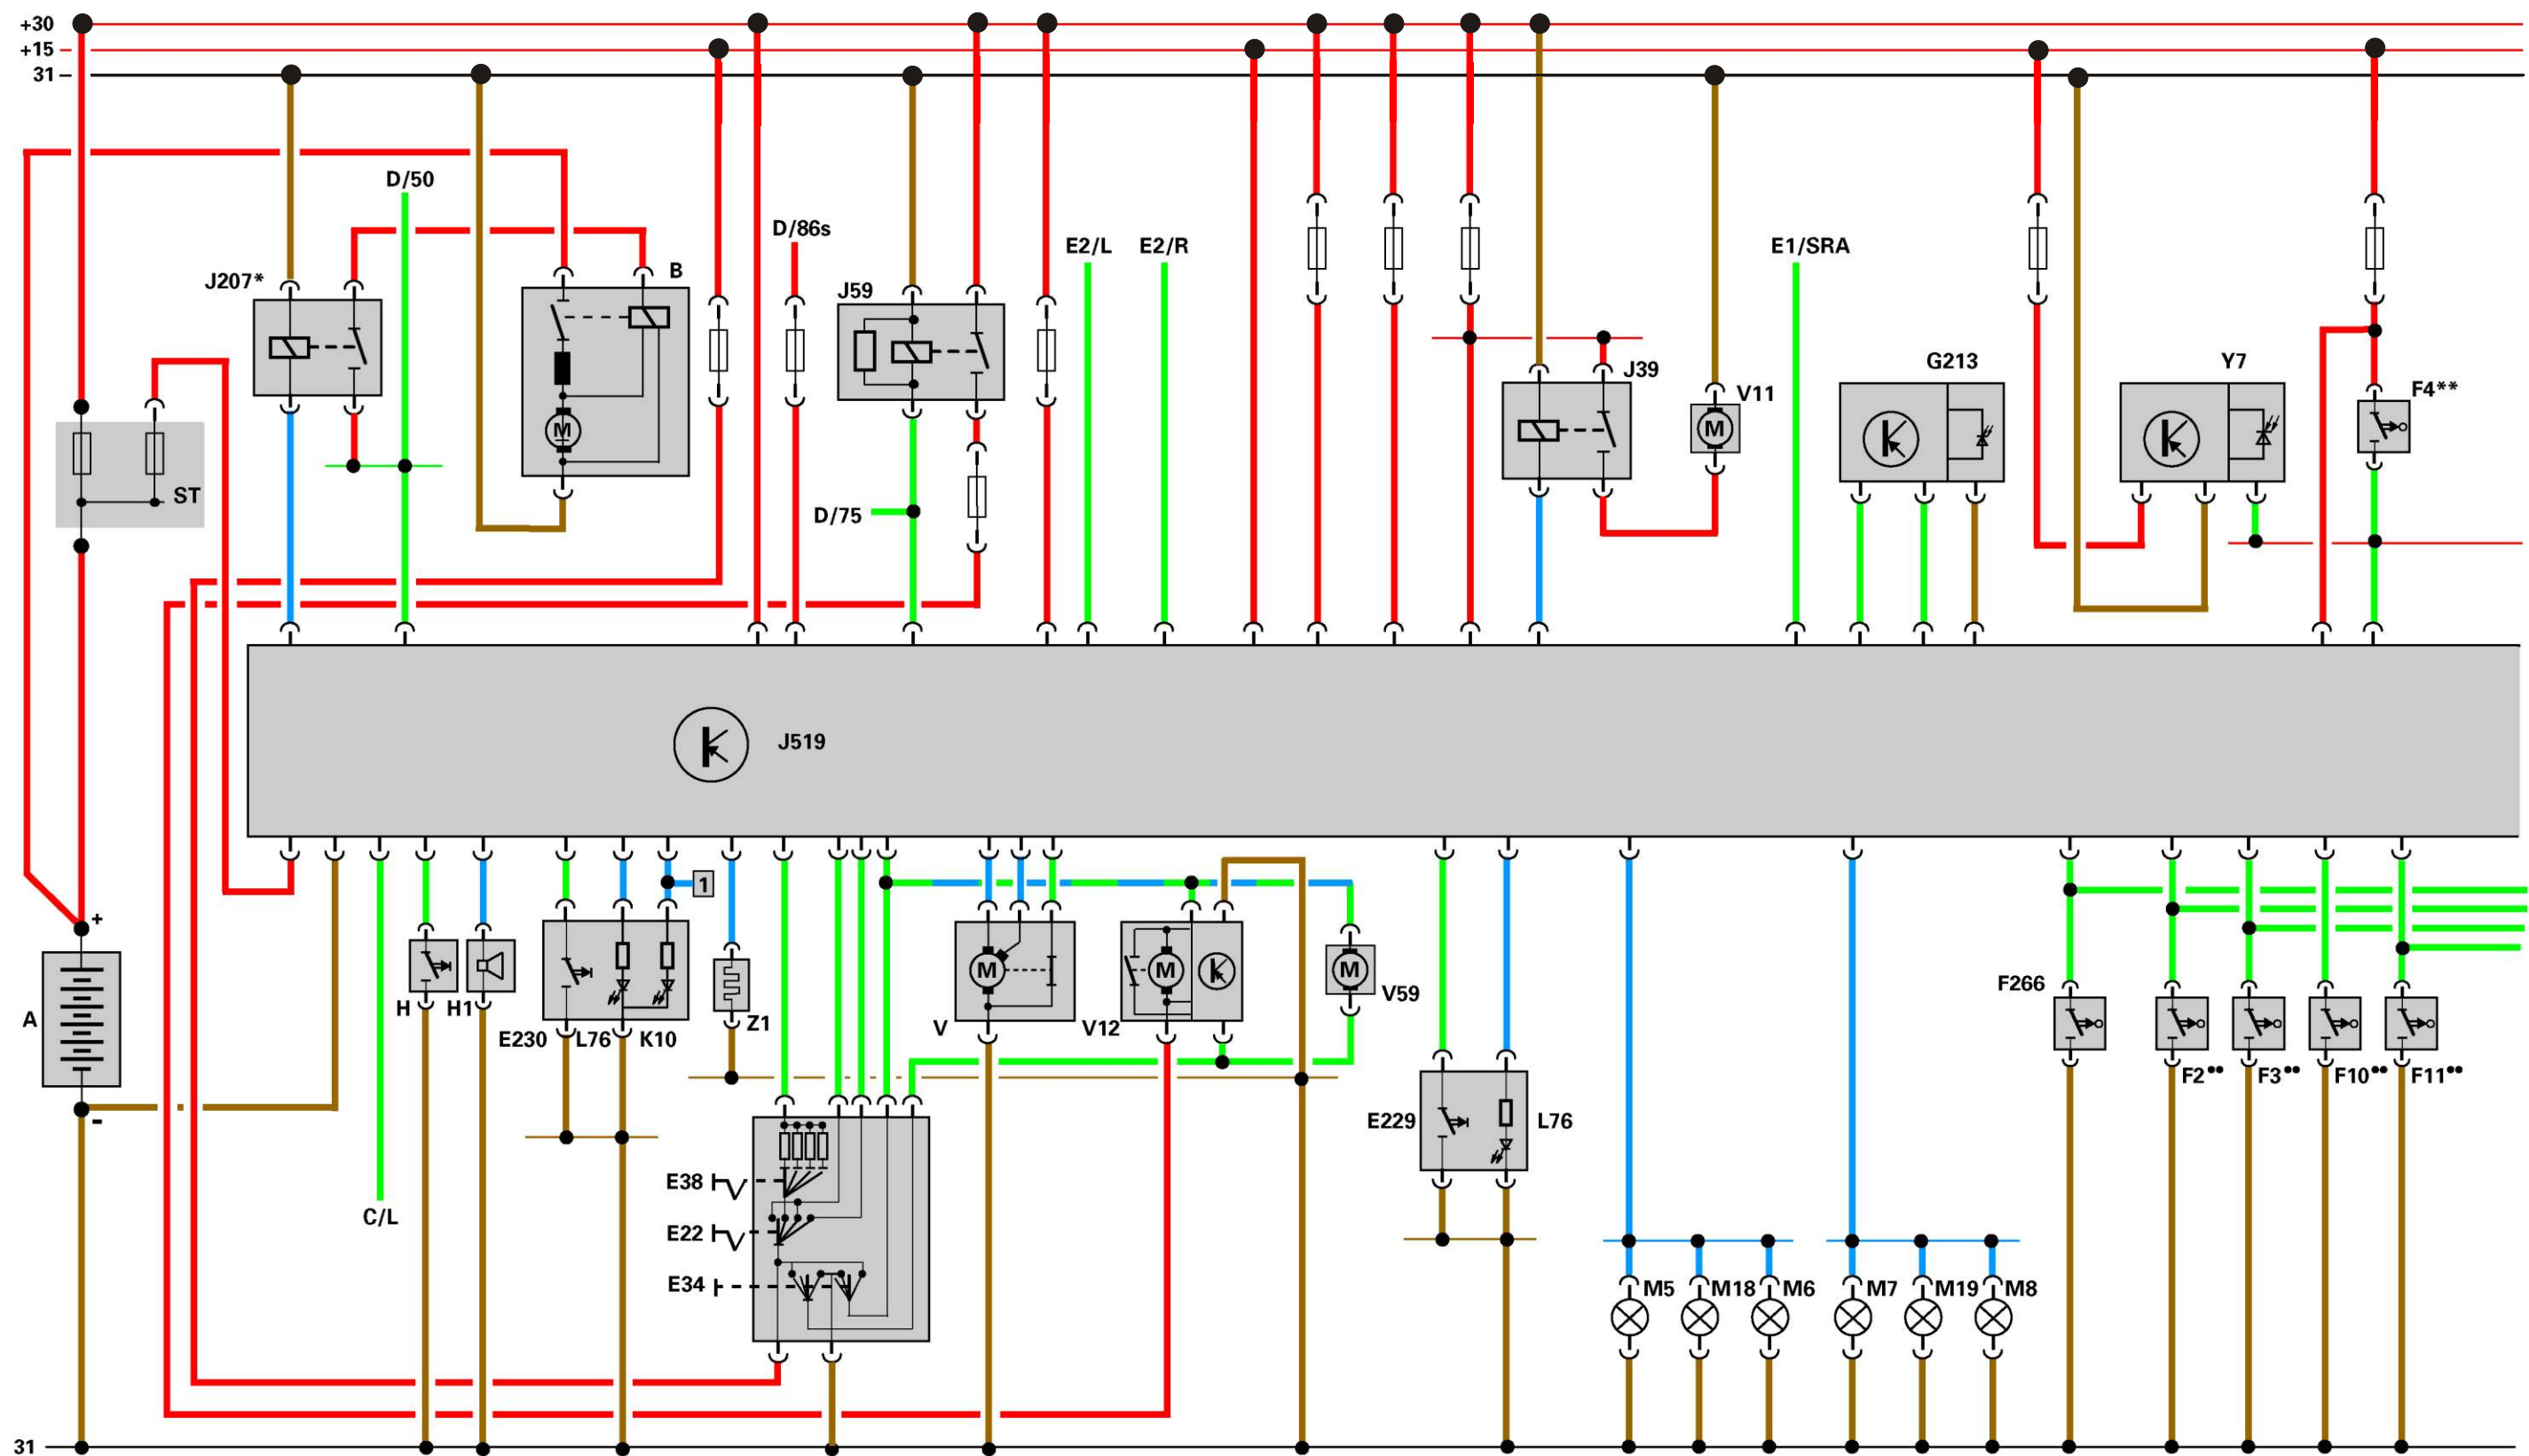 +30
+15
31
D/50
D/86s
E2/L
E2/R
E1/SRA
J207*
B
J59
J39
G213
Y7
F4**
V11
M
M
ST
D/75
J519
1
+
A
-
H
H1
E230
L76
K10
Z1
M
V
M
V12
M
V59
F266
F2••
F3••
F10••
F11••
E229
L76
E38
C/L
E22
E34
M5
M18
M6
M7
M19
M8
31